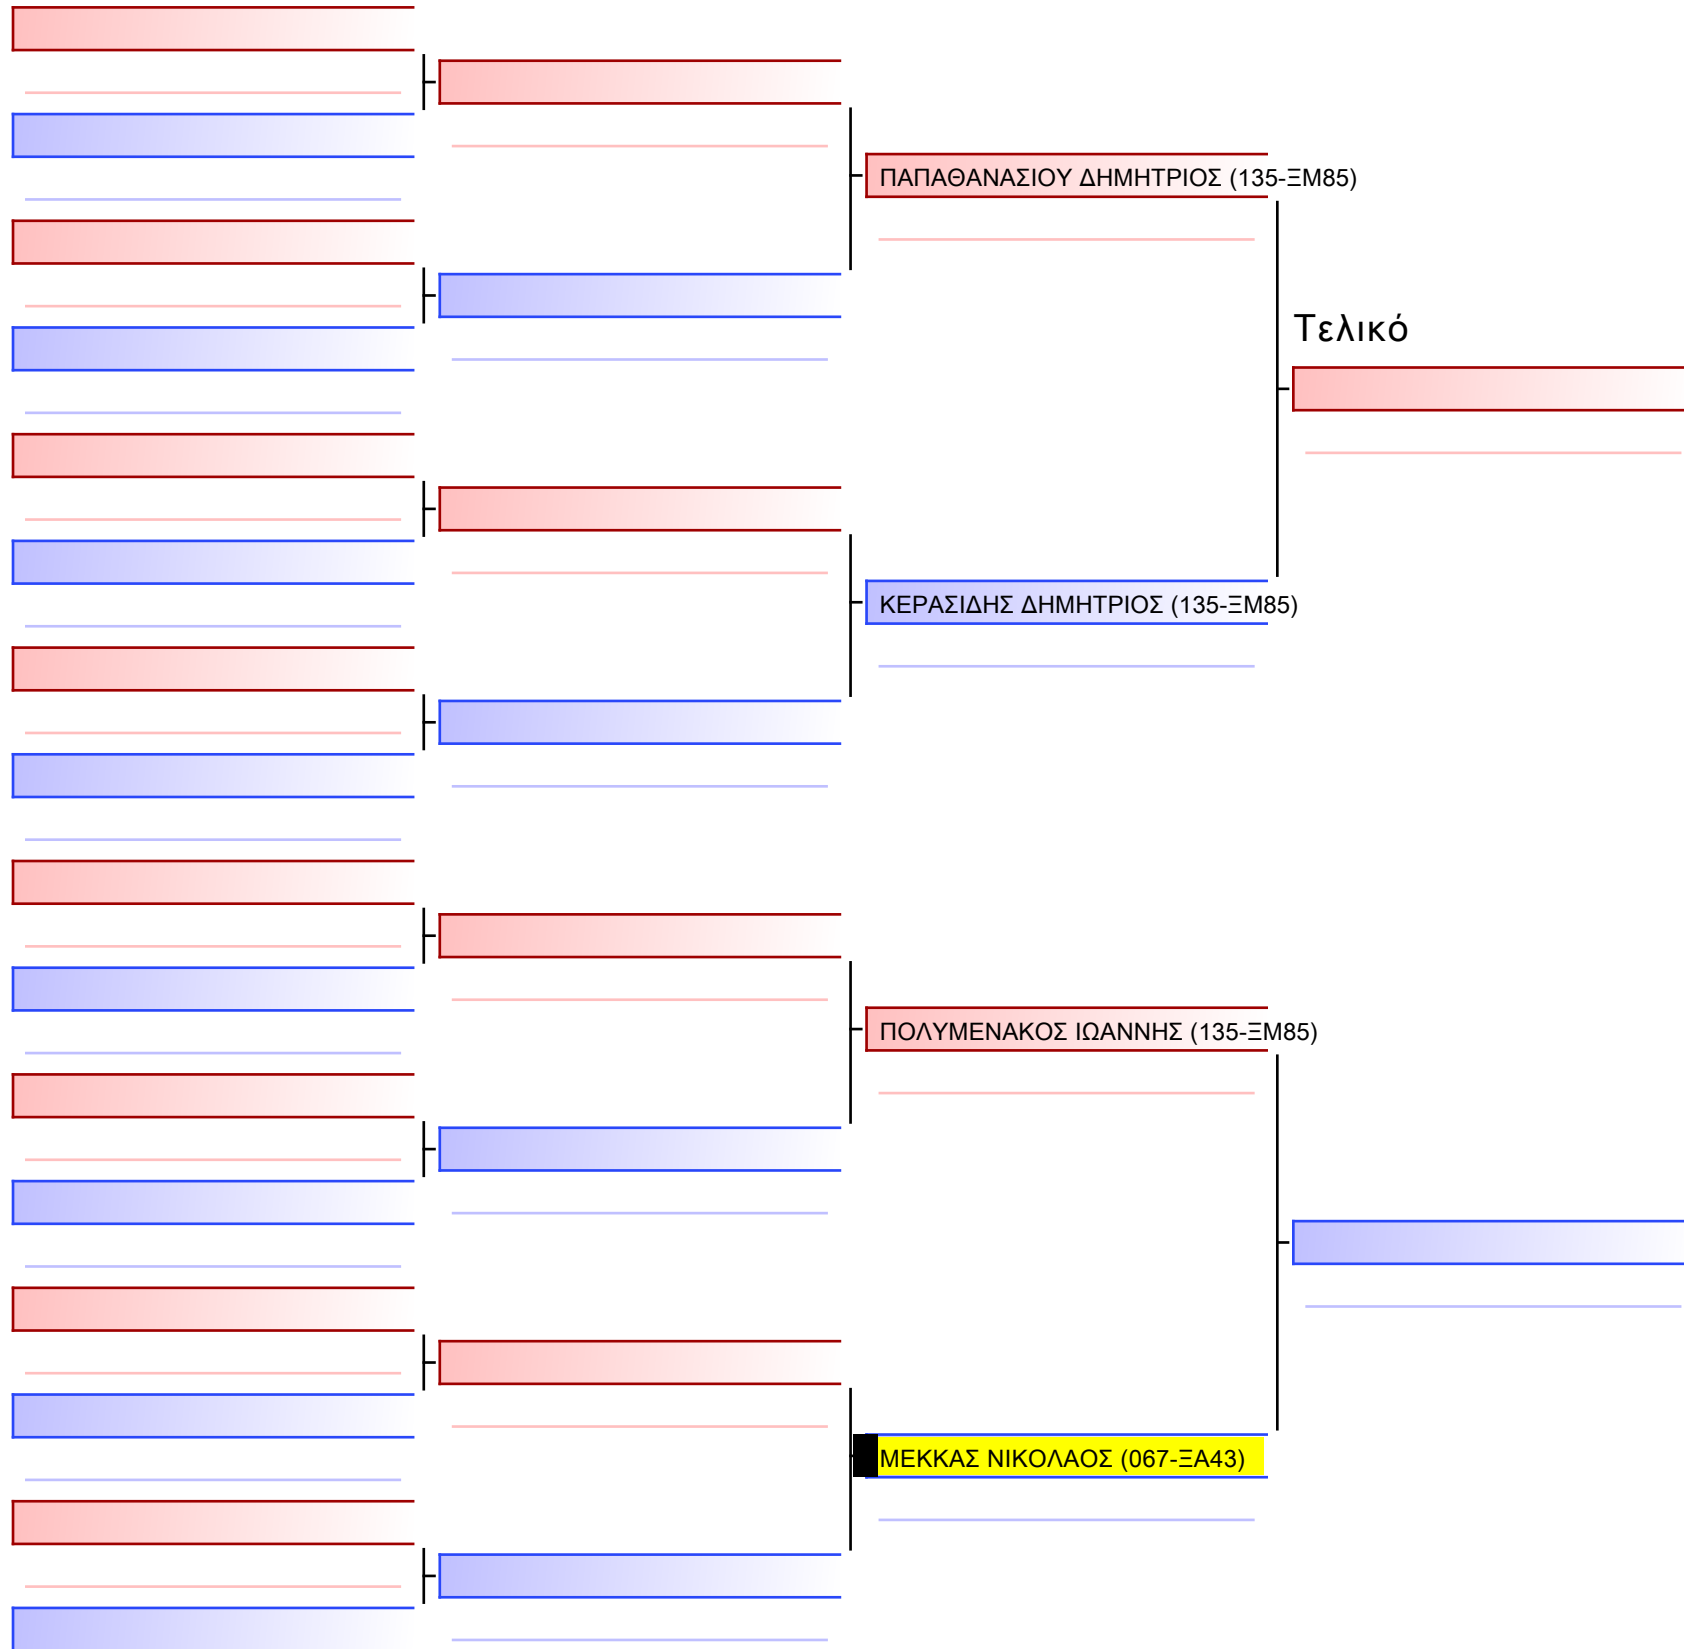 ΠΑΠΑΘΑΝΑΣΙΟΥ ΔΗΜΗΤΡΙΟΣ (135-ΞΜ85)
Τελικό
ΚΕΡΑΣΙΔΗΣ ΔΗΜΗΤΡΙΟΣ (135-ΞΜ85)
ΠΟΛΥΜΕΝΑΚΟΣ ΙΩΑΝΝΗΣ (135-ΞΜ85)
ΜΕΚΚΑΣ ΝΙΚΟΛΑΟΣ (067-ΞΑ43)